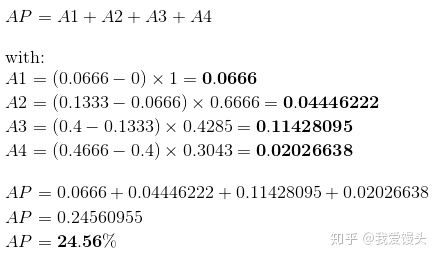 AP = A1 + A2 + A3 + A4
with:
A1 = (0.0666 − 0) × 1 = 0.0666
A2 = (0.1333 − 0.0666) × 0.6666 = 0.04446222
A3 = (0.4 − 0.1333) × 0.4285 = 0.11428095
A4 = (0.4666 − 0.4) × 0.3043 = 0.02026638
AP = 0.0666 + 0.04446222 + 0.11428095 + 0.02026638
AP = 0.24560955
AP = 24.56%
知乎 @我爱馒头